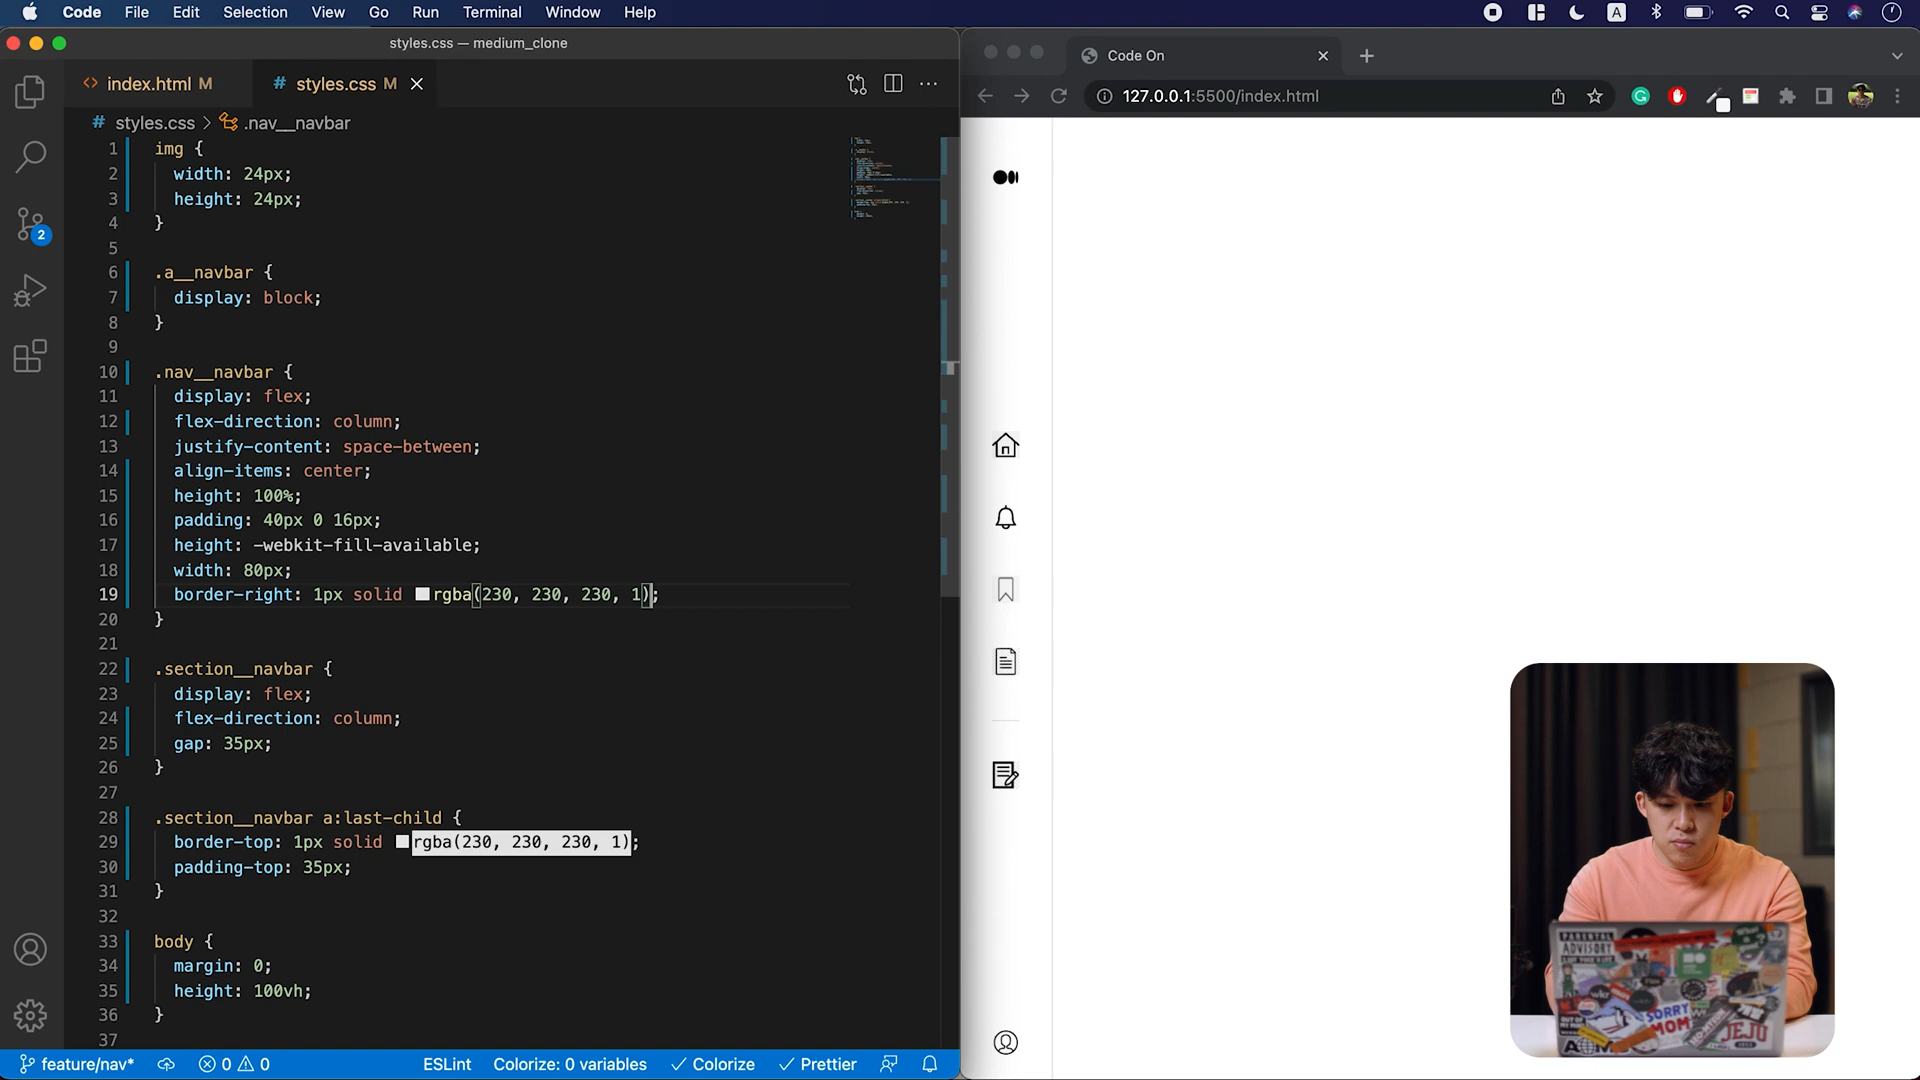 Code File Edit Selection View Go Run Terminal Window Help
A
styles.css — medium_clone
Code On
index.html M
styles.css M
127.0.0.1:5500/index.html
styles.css > .nav__navbar
1 img {
2 width: 24px;
3 height: 24px;
4 }
5
6 .a__navbar {
7 display: block;
8 }
9
10 .nav__navbar {
11 display: flex;
12 flex-direction: column;
13 justify-content: space-between;
14 align-items: center;
15 height: 100%;
16 padding: 40px 0 16px;
17 height: -webkit-fill-available;
18 width: 80px;
19 border-right: 1px solid rgba(230, 230, 230, 1);
20 }
21
22 .section__navbar {
23 display: flex;
24 flex-direction: column;
25 gap: 35px;
26 }
27
28 .section__navbar a:last-child {
29 border-top: 1px solid rgba(230, 230, 230, 1);
30 padding-top: 35px;
31 }
32
33 body {
34 margin: 0;
35 height: 100vh;
36 }
37
2
feature/nav* 0 0 ESLint Colorize: 0 variables Colorize Prettier
PARENTAL
ADVISORY
SORRY
MOM
JEJU